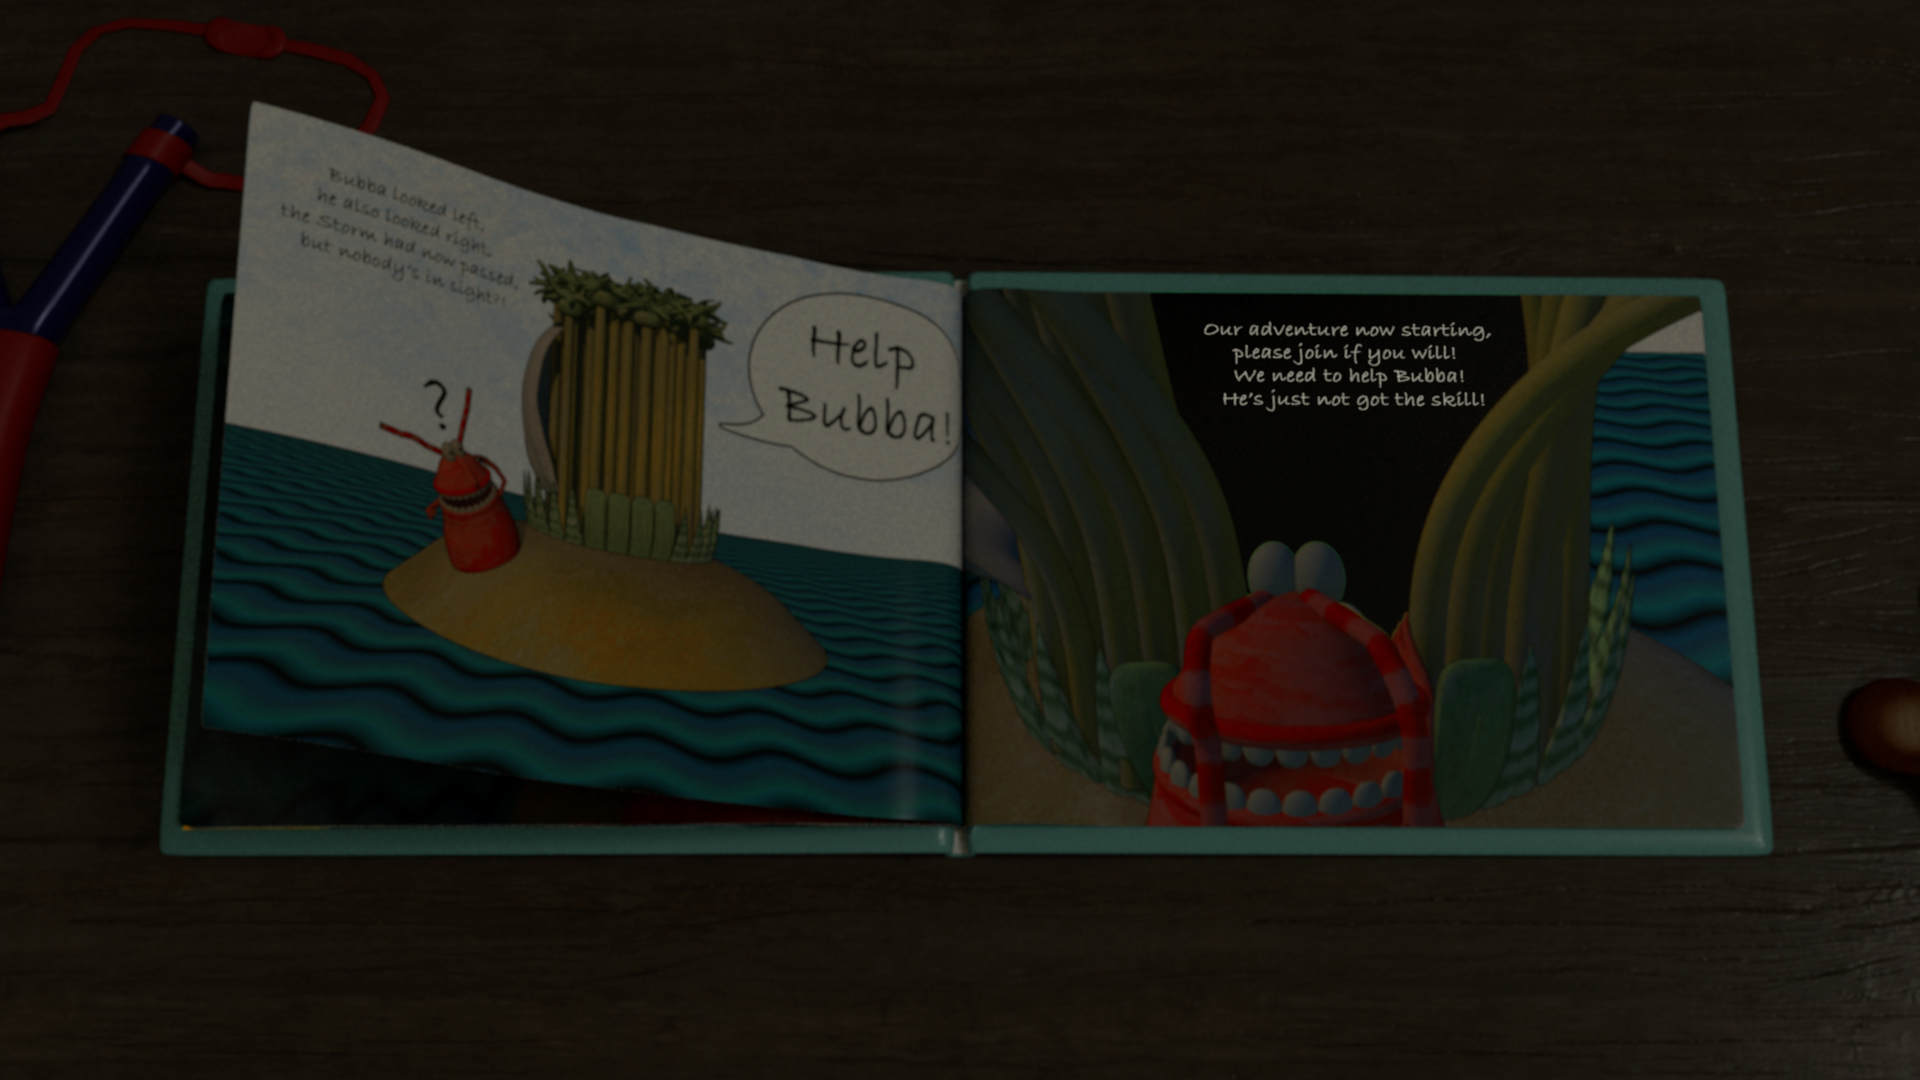 Bubba looked left,
he also looked right,
the Storm had now passed,
but nobody's in sight?!
?
Help
Bubba!
Our adventure now starting,
please join if you will!
We need to help Bubba!
He's just not got the skill!